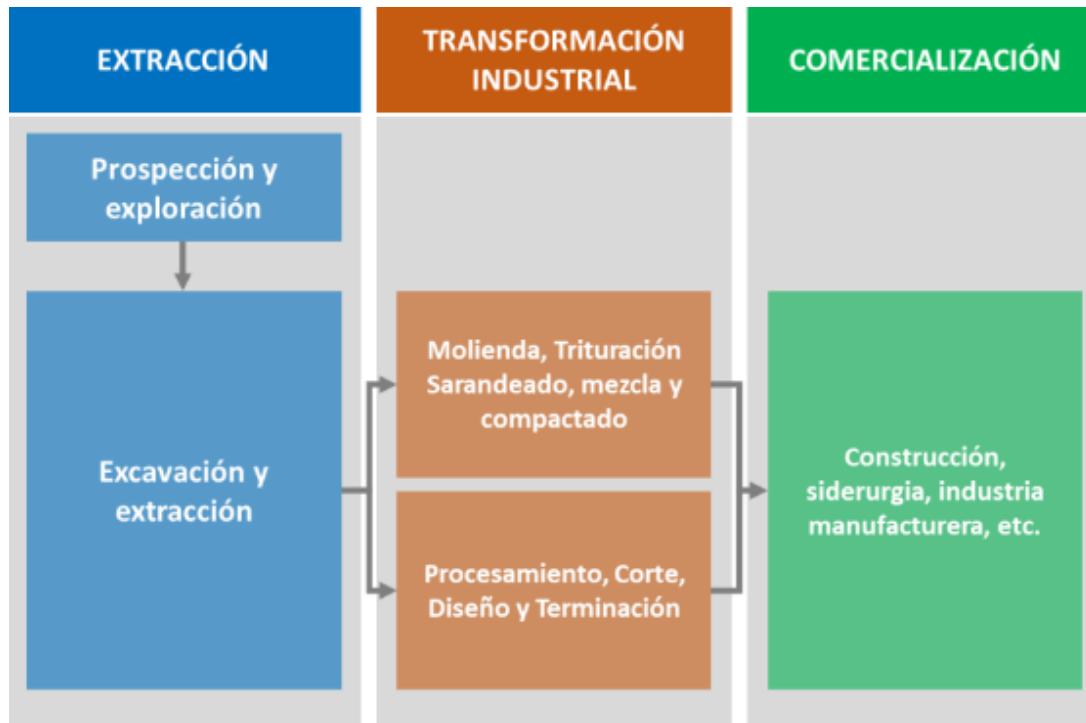 EXTRACCIÓN
TRANSFORMACIÓN
INDUSTRIAL
COMERCIALIZACIÓN
Prospección y
exploración
Excavación y
extracción
Molienda, Trituración
Sarandeado, mezcla y
compactado
Procesamiento, Corte,
Diseño y Terminación
Construcción,
siderurgia, industria
manufacturera, etc.